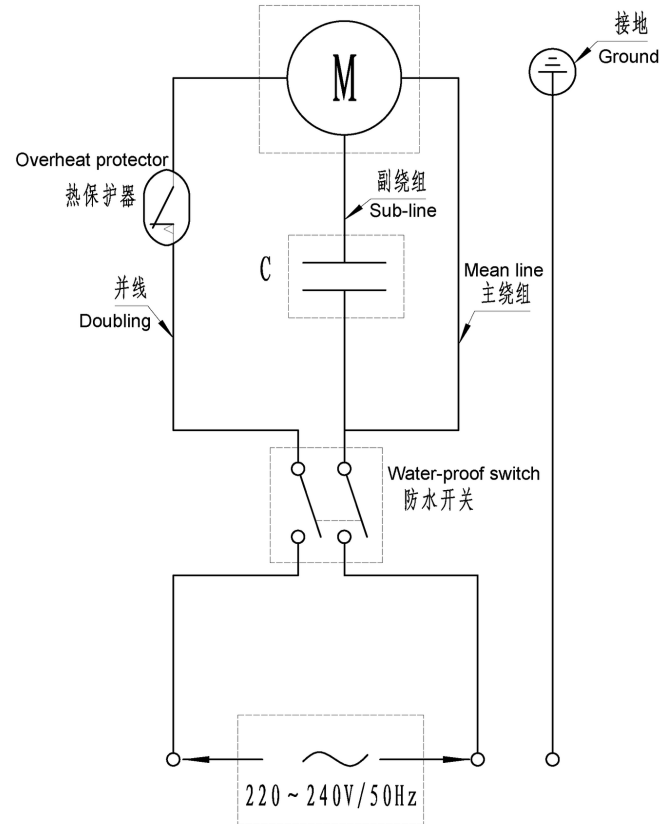 接地
Ground
M
Overheat protector
热保护器
副绕组
Sub-line
C
Mean line
主绕组
并线
Doubling
Water-proof switch
防水开关
220~240V/50Hz